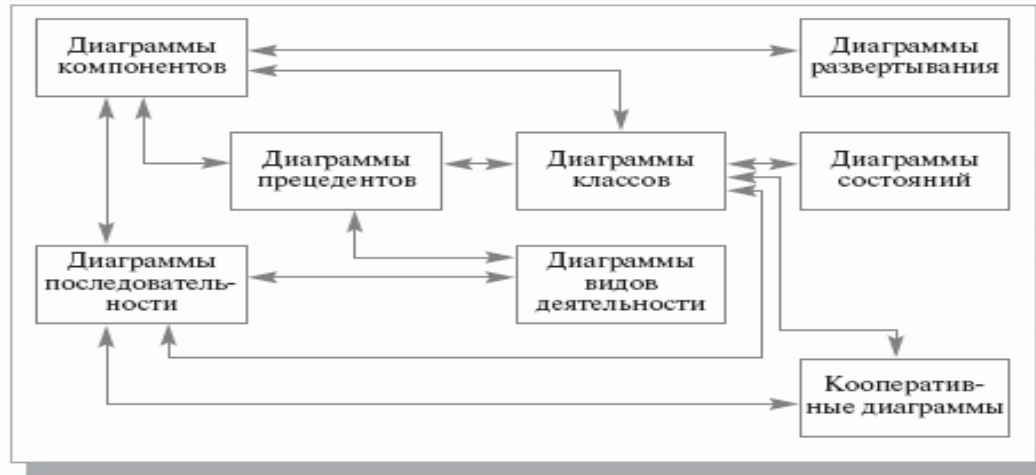 Диаграммы
компонентов
Диаграммы
развертывания
Диаграммы
прецедентов
Диаграммы
классов
Диаграммы
состояний
Диаграммы
последователь-
ности
Диаграммы
видов
деятельности
Кооператив-
ные диаграммы